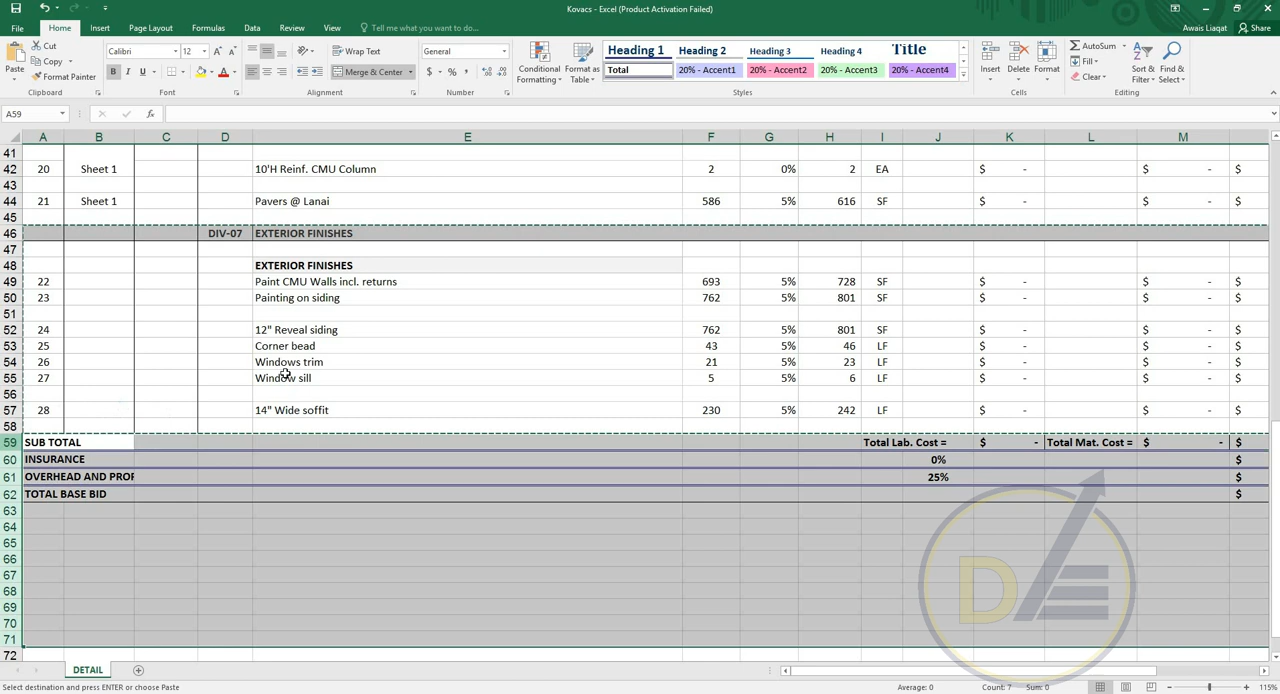 Kovacs - Excel (Product Activation Failed)
File Home Insert Page Layout Formulas Data Review View Tell me what you want to do... Awais Liaqat Share
Paste Cut Copy Format Painter Clipboard
Calibri 12 B I U A A A Font
Wrap Text Merge & Center Alignment
General $ % , Number
Conditional Formatting Format as Table
Heading 1 Heading 2 Heading 3 Heading 4 Title
Total 20% - Accent1 20% - Accent2 20% - Accent3 20% - Accent4 Styles
Insert Delete Format Cells
AutoSum Fill Clear Sort & Filter Find & Select Editing
A59 fx
A B C D E F G H I J K L M
41
42 20 Sheet 1 10'H Reinf. CMU Column 2 0% 2 EA $ - $ - $
43
44 21 Sheet 1 Pavers @ Lanai 586 5% 616 SF $ - $ - $
45
46 DIV-07 EXTERIOR FINISHES
47
48 EXTERIOR FINISHES
49 22 Paint CMU Walls incl. returns 693 5% 728 SF $ - $ - $
50 23 Painting on siding 762 5% 801 SF $ - $ - $
51
52 24 12" Reveal siding 762 5% 801 SF $ - $ - $
53 25 Corner bead 43 5% 46 LF $ - $ - $
54 26 Windows trim 21 5% 23 LF $ - $ - $
55 27 Window sill 5 5% 6 LF $ - $ - $
56
57 28 14" Wide soffit 230 5% 242 LF $ - $ - $
58
59 SUB TOTAL Total Lab. Cost = $ - Total Mat. Cost = $ - $
60 INSURANCE 0% $
61 OVERHEAD AND PROF 25% $
62 TOTAL BASE BID $
63
64
65
66
67
68
69
70
71
72
D E
DETAIL
Select destination and press ENTER or choose Paste Average: 0 Count: 7 Sum: 0 115%